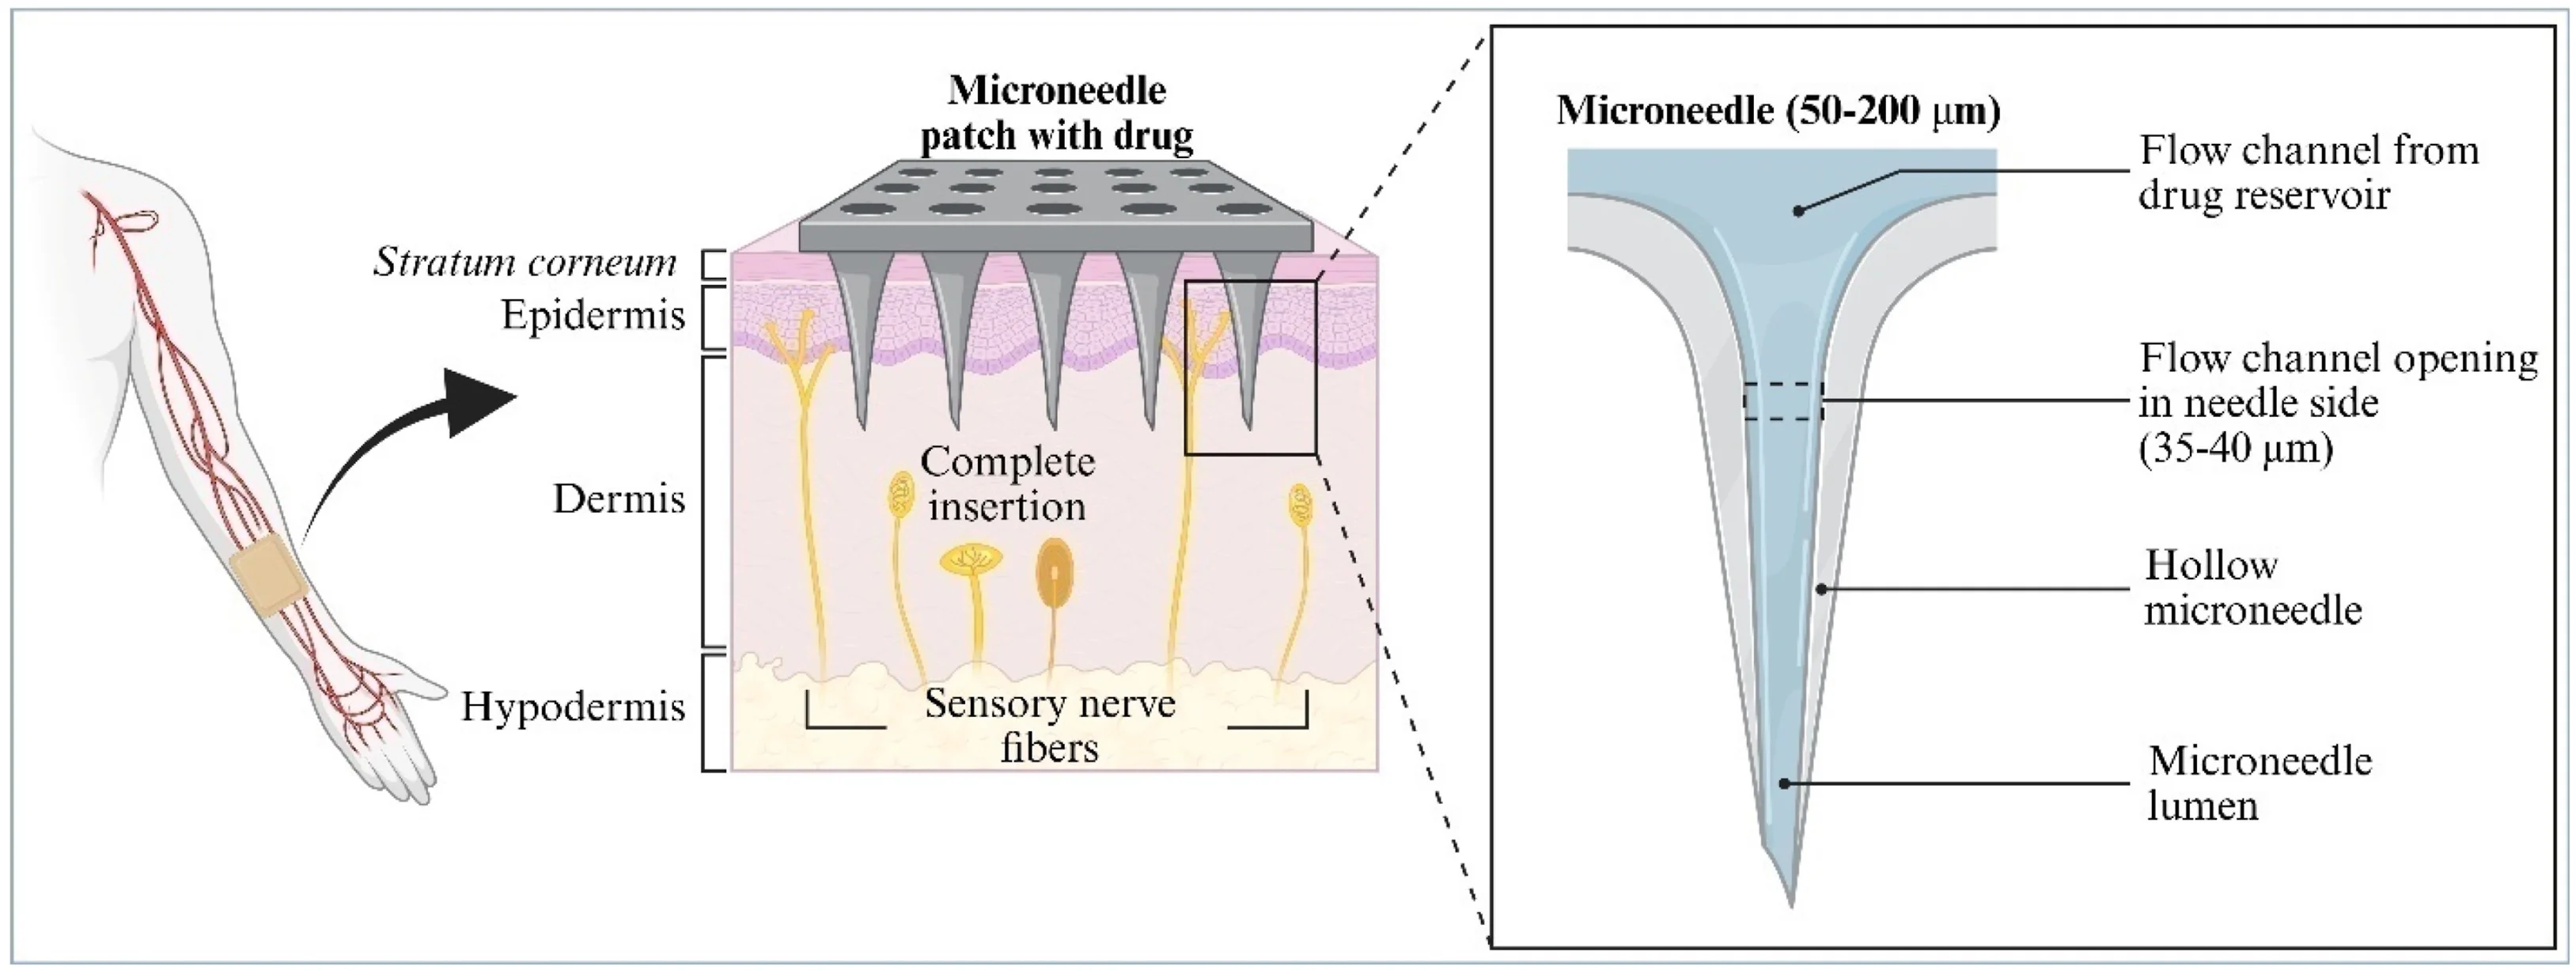 Microneedle
patch with drug
Stratum corneum
Epidermis
Dermis
Hypodermis
Complete
insertion
Sensory nerve
fibers
Microneedle (50-200 μm)
Flow channel from
drug reservoir
Flow channel opening
in needle side
(35-40 μm)
Hollow
microneedle
Microneedle
lumen